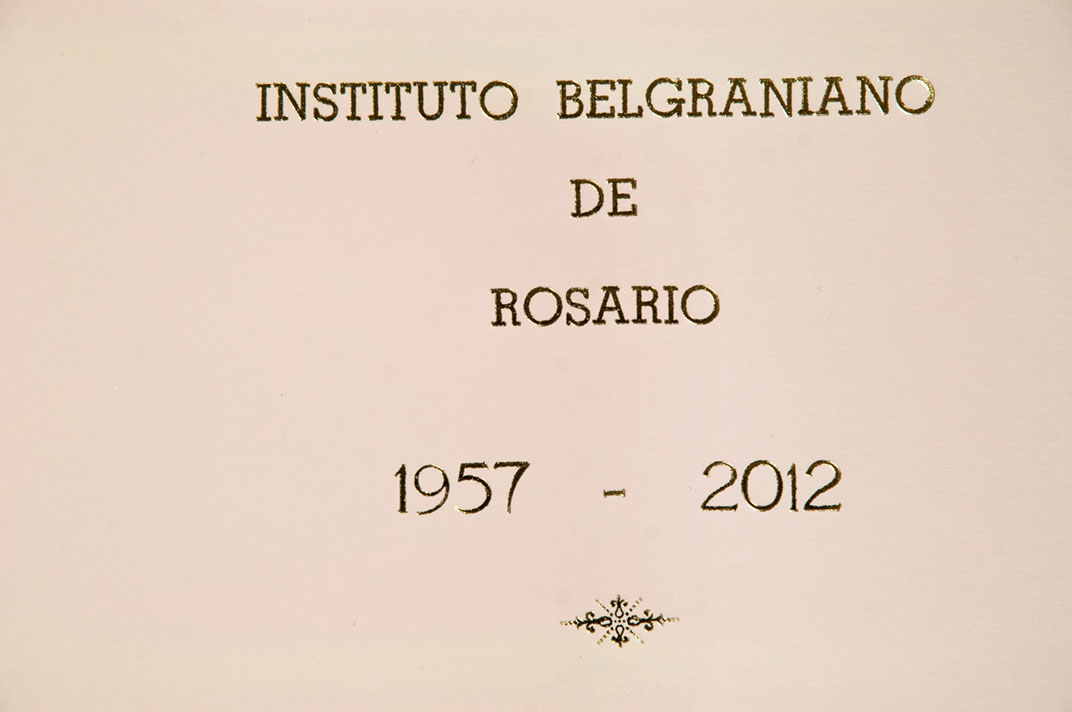 INSTITUTO BELGRANIANO
DE
ROSARIO
1957 - 2012